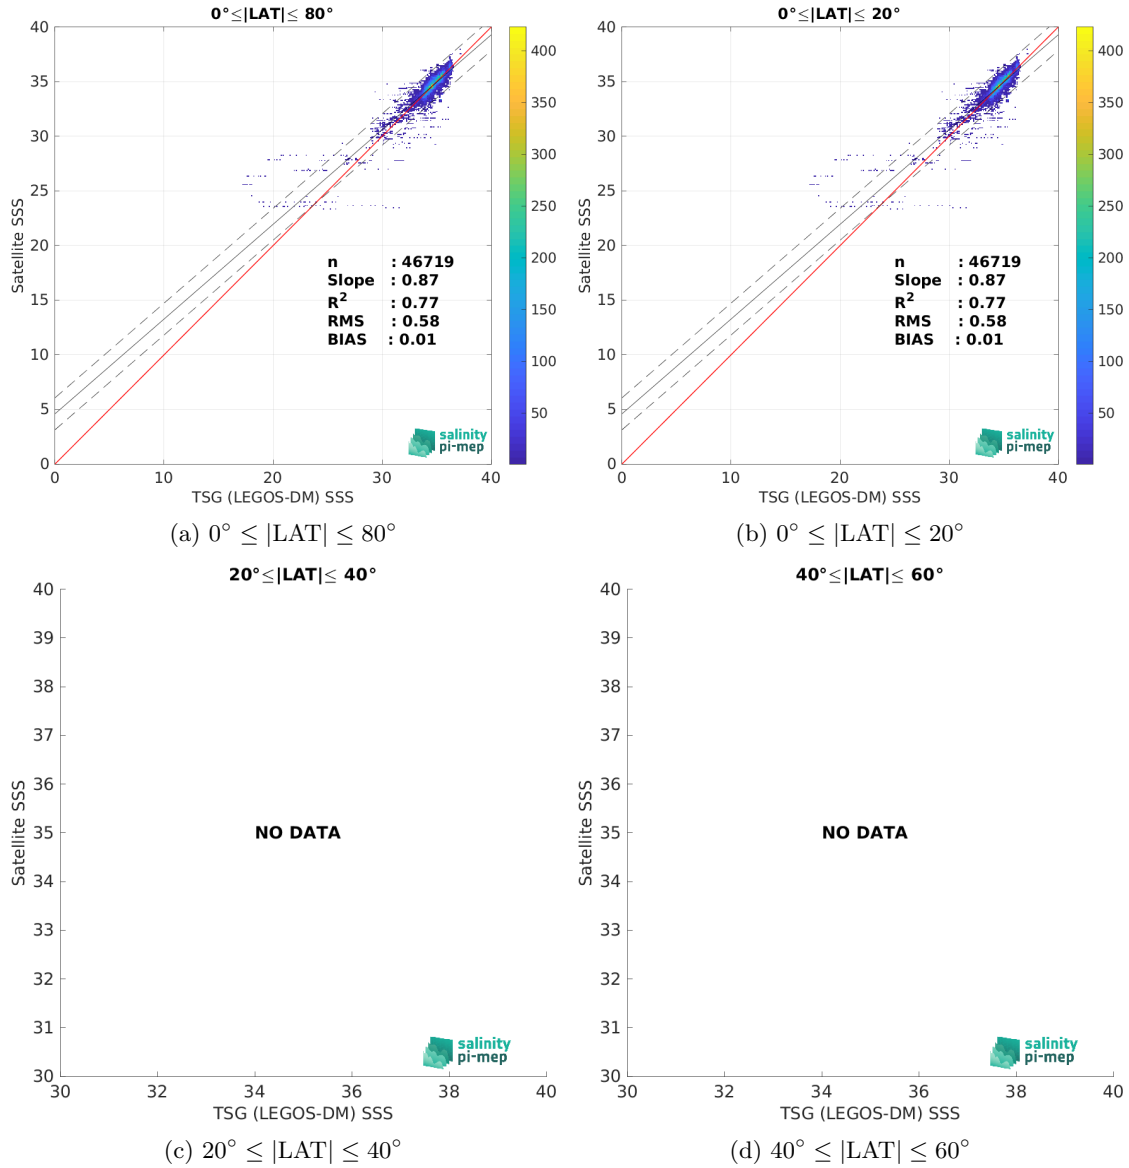 0°≤|LAT|≤ 80°
40
35
30
25
20
15
10
5
0
Satellite SSS
0
10
20
30
40
TSG (LEGOS-DM) SSS
n : 46719
Slope : 0.87
R² : 0.77
RMS : 0.58
BIAS : 0.01
salinity
pi-mep
400
350
300
250
200
150
100
50
(a) 0° ≤ |LAT| ≤ 80°
0°≤|LAT|≤ 20°
40
35
30
25
20
15
10
5
0
Satellite SSS
0
10
20
30
40
TSG (LEGOS-DM) SSS
n : 46719
Slope : 0.87
R² : 0.77
RMS : 0.58
BIAS : 0.01
salinity
pi-mep
400
350
300
250
200
150
100
50
(b) 0° ≤ |LAT| ≤ 20°
20°≤|LAT|≤ 40°
40
39
38
37
36
35
34
33
32
31
30
Satellite SSS
NO DATA
salinity
pi-mep
30
32
34
36
38
40
TSG (LEGOS-DM) SSS
(c) 20° ≤ |LAT| ≤ 40°
40°≤|LAT|≤ 60°
40
39
38
37
36
35
34
33
32
31
30
Satellite SSS
NO DATA
salinity
pi-mep
30
32
34
36
38
40
TSG (LEGOS-DM) SSS
(d) 40° ≤ |LAT| ≤ 60°